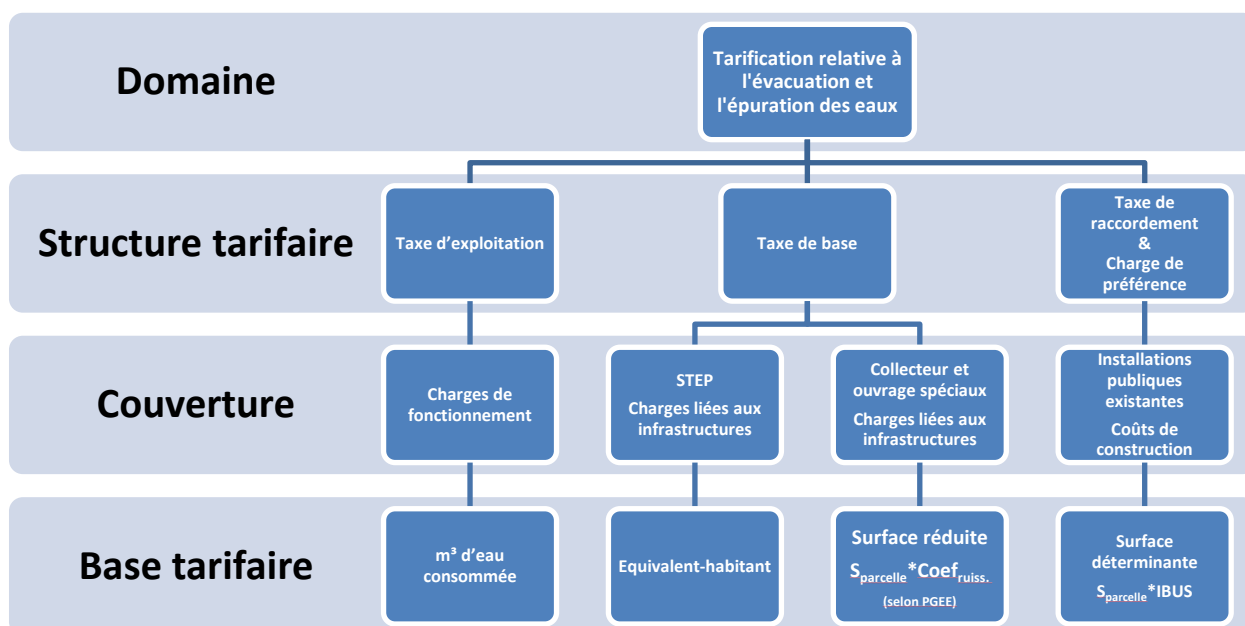 Domaine
Tarification relative à
l'évacuation et
l'épuration des eaux
Structure tarifaire
Taxe d’exploitation
Taxe de base
Taxe de
raccordement
&
Charge de
préférence
Couverture
Charges de
fonctionnement
STEP
Charges liées aux
infrastructures
Collecteur et
ouvrage spéciaux
Charges liées aux
infrastructures
Installations
publiques
existantes
Coûts de
construction
Base tarifaire
m³ d’eau
consommée
Equivalent-habitant
Surface réduite
Sparcelle*Coefruiss.
(selon PGEE)
Surface
déterminante
Sparcelle*IBUS